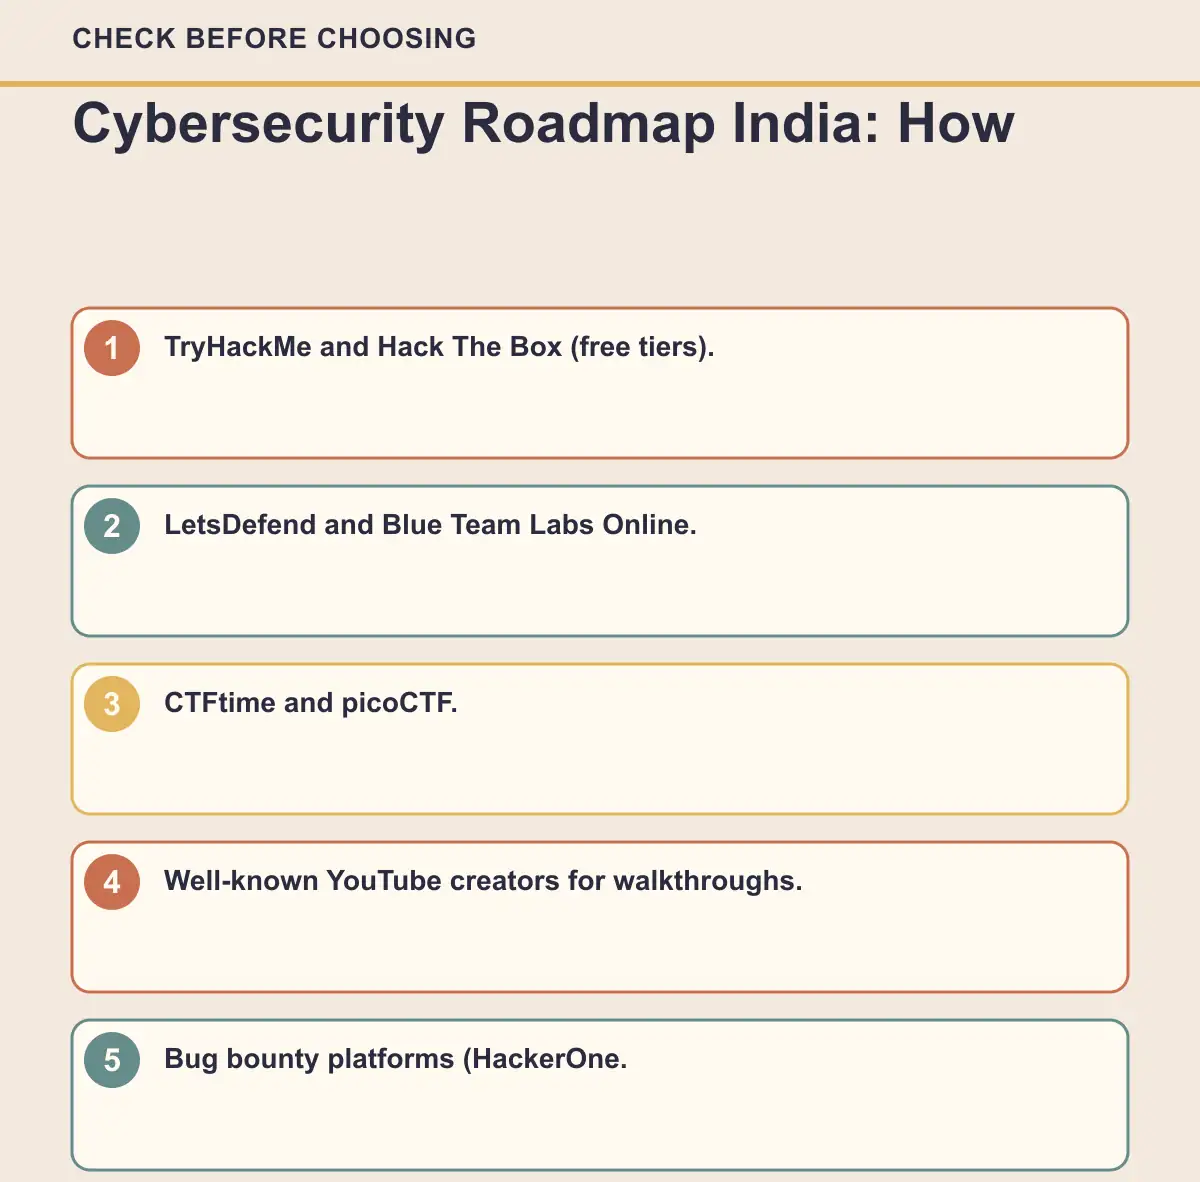 CHECK BEFORE CHOOSING
Cybersecurity Roadmap India: How
1 TryHackMe and Hack The Box (free tiers).
2 LetsDefend and Blue Team Labs Online.
3 CTFtime and picoCTF.
4 Well-known YouTube creators for walkthroughs.
5 Bug bounty platforms (HackerOne.